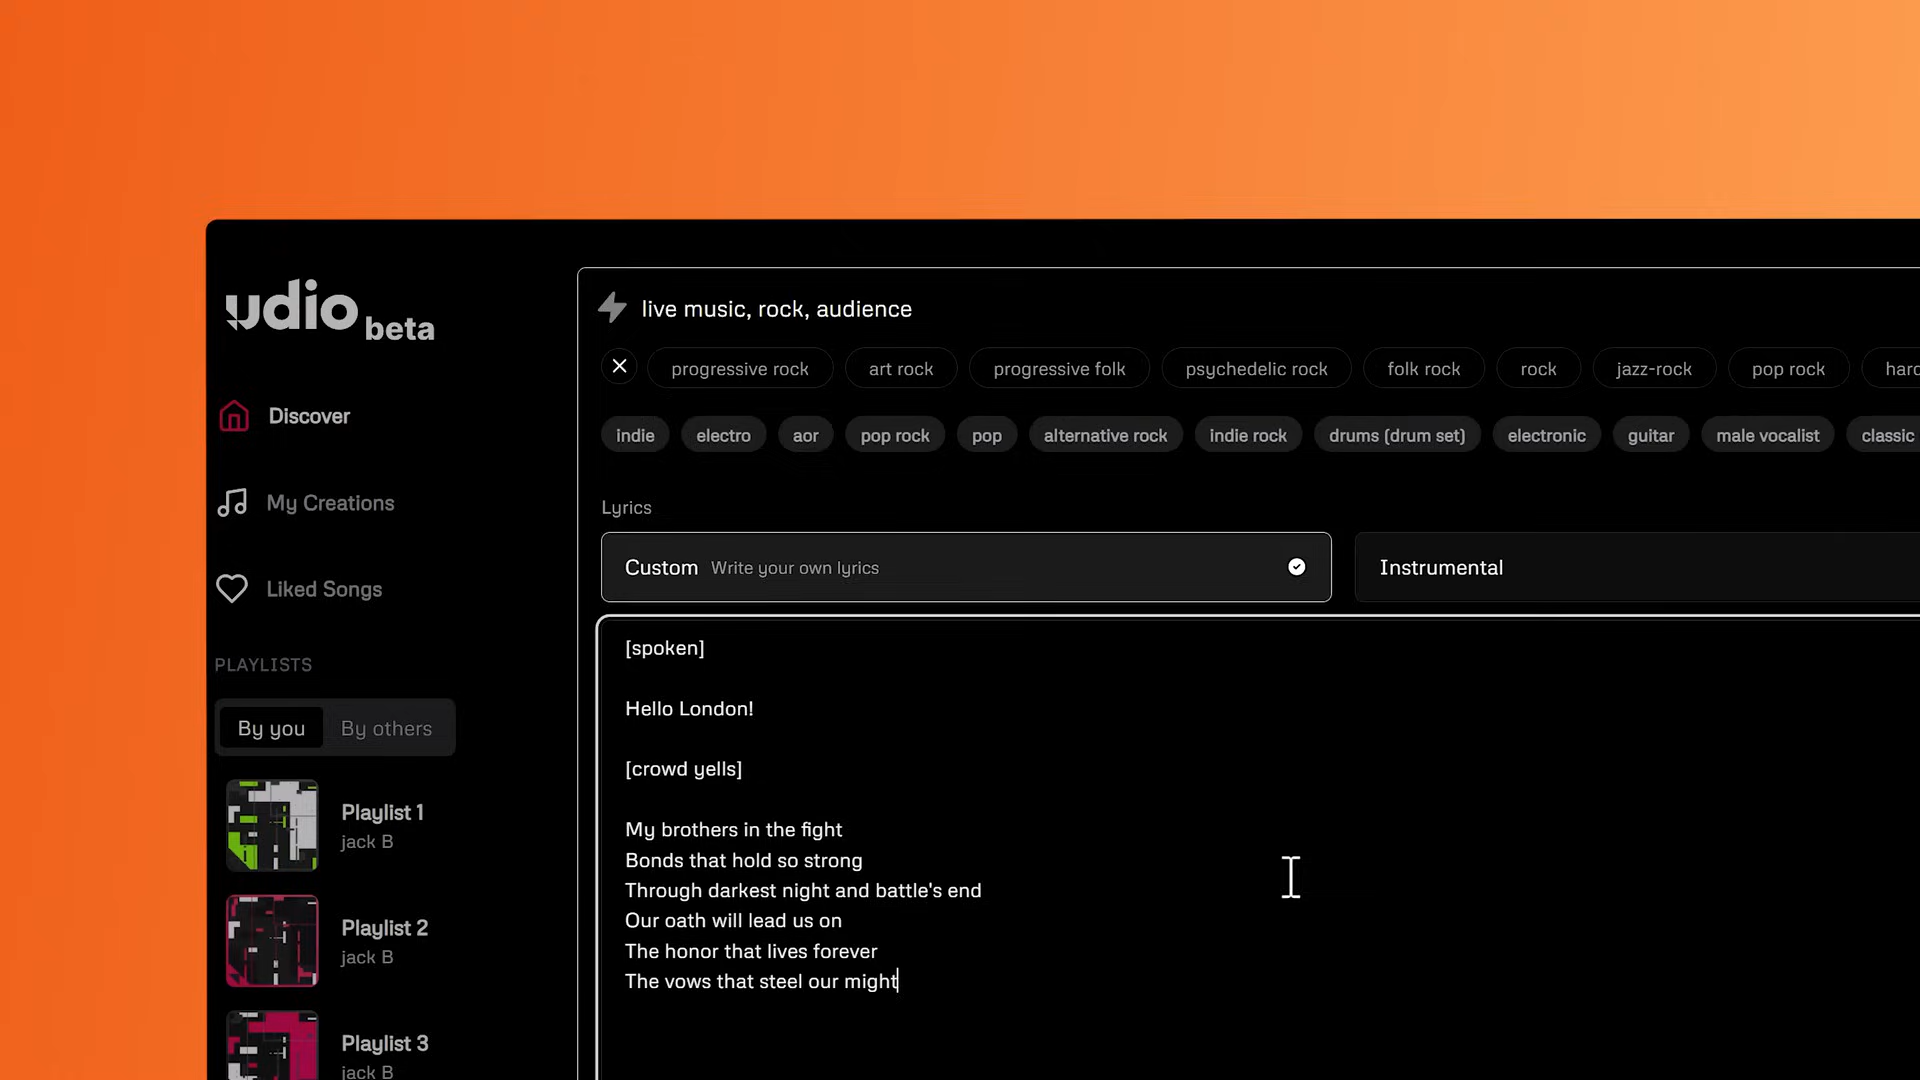 udio beta
Discover
My Creations
Liked Songs
PLAYLISTS
By you By others
Playlist 1
jack B
Playlist 2
jack B
Playlist 3
jack B
live music, rock, audience
progressive rock art rock progressive folk psychedelic rock folk rock rock jazz-rock pop rock
indie electro aor pop rock pop alternative rock indie rock drums (drum set) electronic guitar male vocalist classic
Lyrics
Custom Write your own lyrics
Instrumental
[spoken]
Hello London!
[crowd yells]
My brothers in the fight
Bonds that hold so strong
Through darkest night and battle's end
Our oath will lead us on
The honor that lives forever
The vows that steel our might